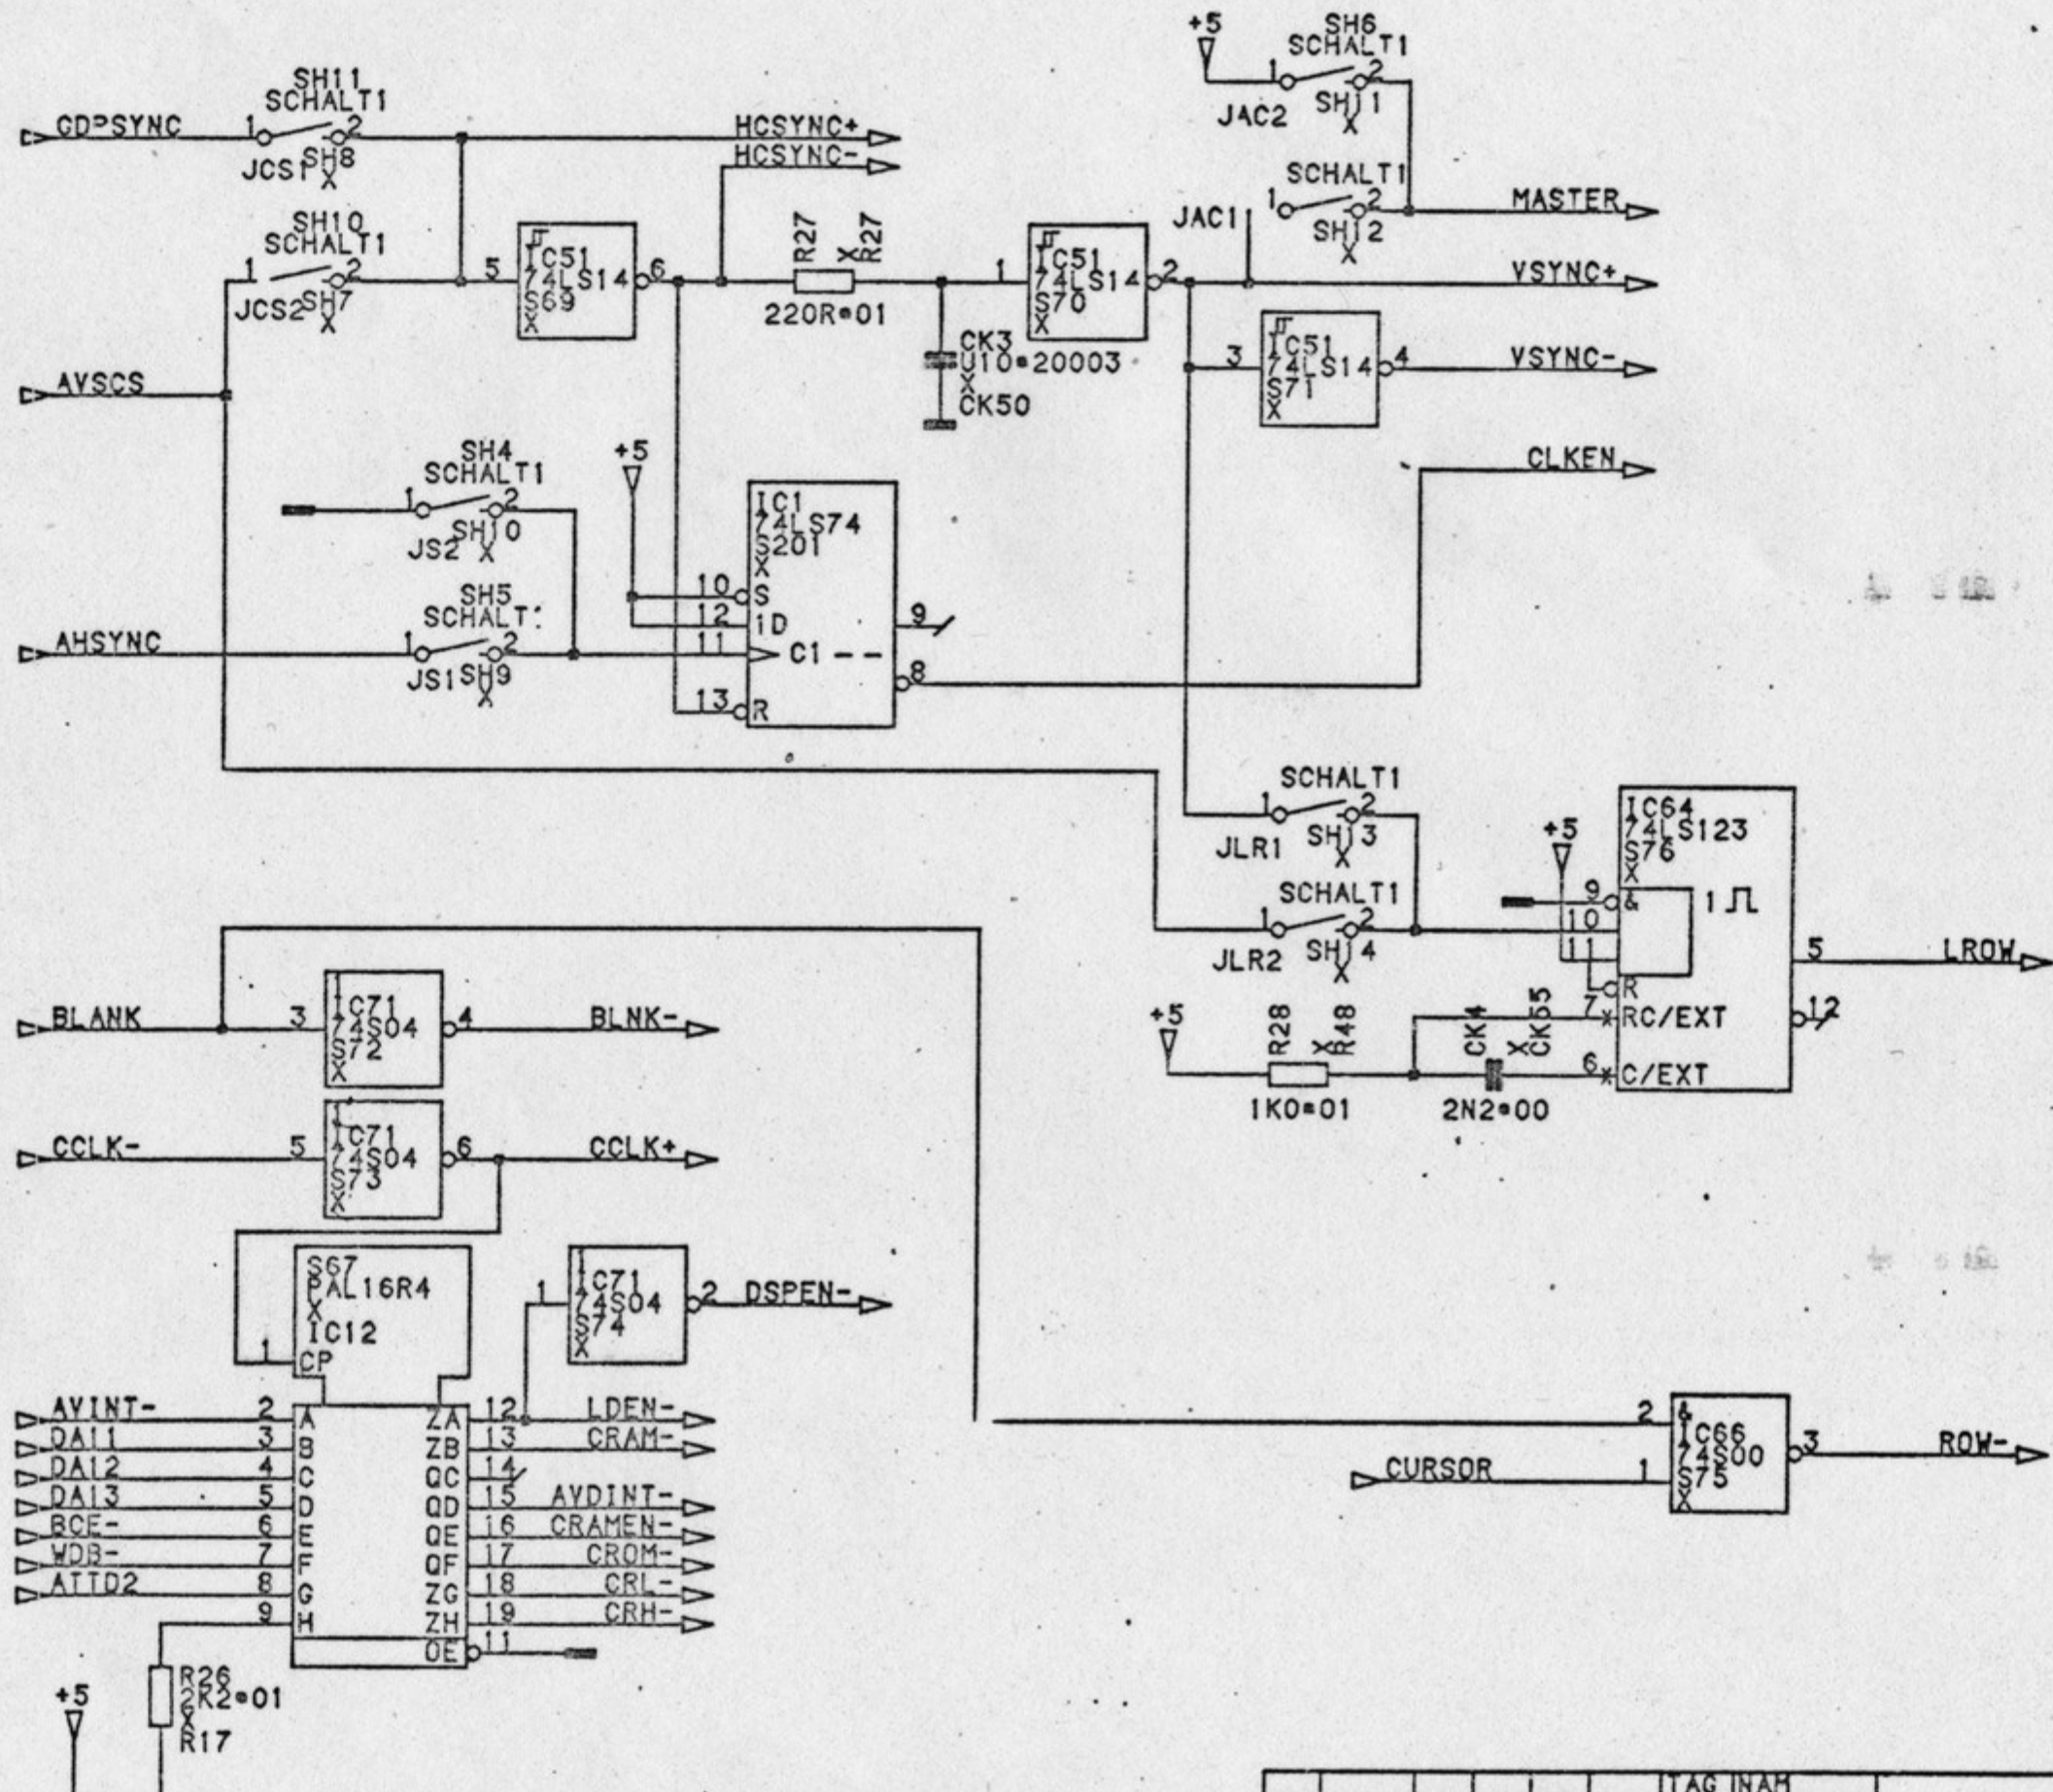 SH11
SCHALT1
GDPSYNC
1
2
JCS1
SH8
X
HCSYNC+
HCSYNC-
SH10
SCHALT1
1
2
JCS2
SH7
X
5
IC51
74LS14
S69
X
6
R27
X
R27
220R*01
1
IC51
74LS14
S70
X
2
CK3
U10*20003
X
CK50
+5
SH6
SCHALT1
1
2
JAC2
SH11
X
SCHALT1
1
2
JAC1
SH12
X
MASTER
VSYNC+
3
IC51
74LS14
S71
X
4
VSYNC-
CLKEN
AVSCS
SH4
SCHALT1
1
2
JS2
SH10
X
+5
SH5
SCHALT1
AHSYNC
1
2
JS1
SH9
X
IC1
74LS74
S201
X
10
S
12
1D
11
C1 --
13
R
9
8
SCHALT1
1
2
JLR1
SH13
X
SCHALT1
1
2
JLR2
SH14
X
+5
IC64
74LS123
S76
X
9
&
1
10
11
R
7
RC/EXT
6
C/EXT
5
LROW
12
+5
R28
X
R48
1K0*01
CK4
X
CK55
2N2*00
BLANK
3
1
IC71
74S04
S72
X
4
BLNK-
CCLK-
5
1
IC71
74S04
S73
X
6
CCLK+
S67
PAL16R4
X
IC12
1
CP
1
1
IC71
74S04
S74
X
2
DSPEN-
AVINT-
2
A
ZA
12
LDEN-
DAI1
3
B
ZB
13
CRAM-
DAI2
4
C
QC
14
DAI3
5
D
QD
15
AVDINT-
BCE-
6
E
QE
16
CRAMEN-
WDB-
7
F
QF
17
CROM-
ATTD2
8
G
ZG
18
CRL-
9
H
ZH
19
CRH-
OE
11
R26
2K2*01
X
R17
+5
2
&
IC66
74S00
S75
X
3
ROW-
CURSOR
1
TAG
NAM